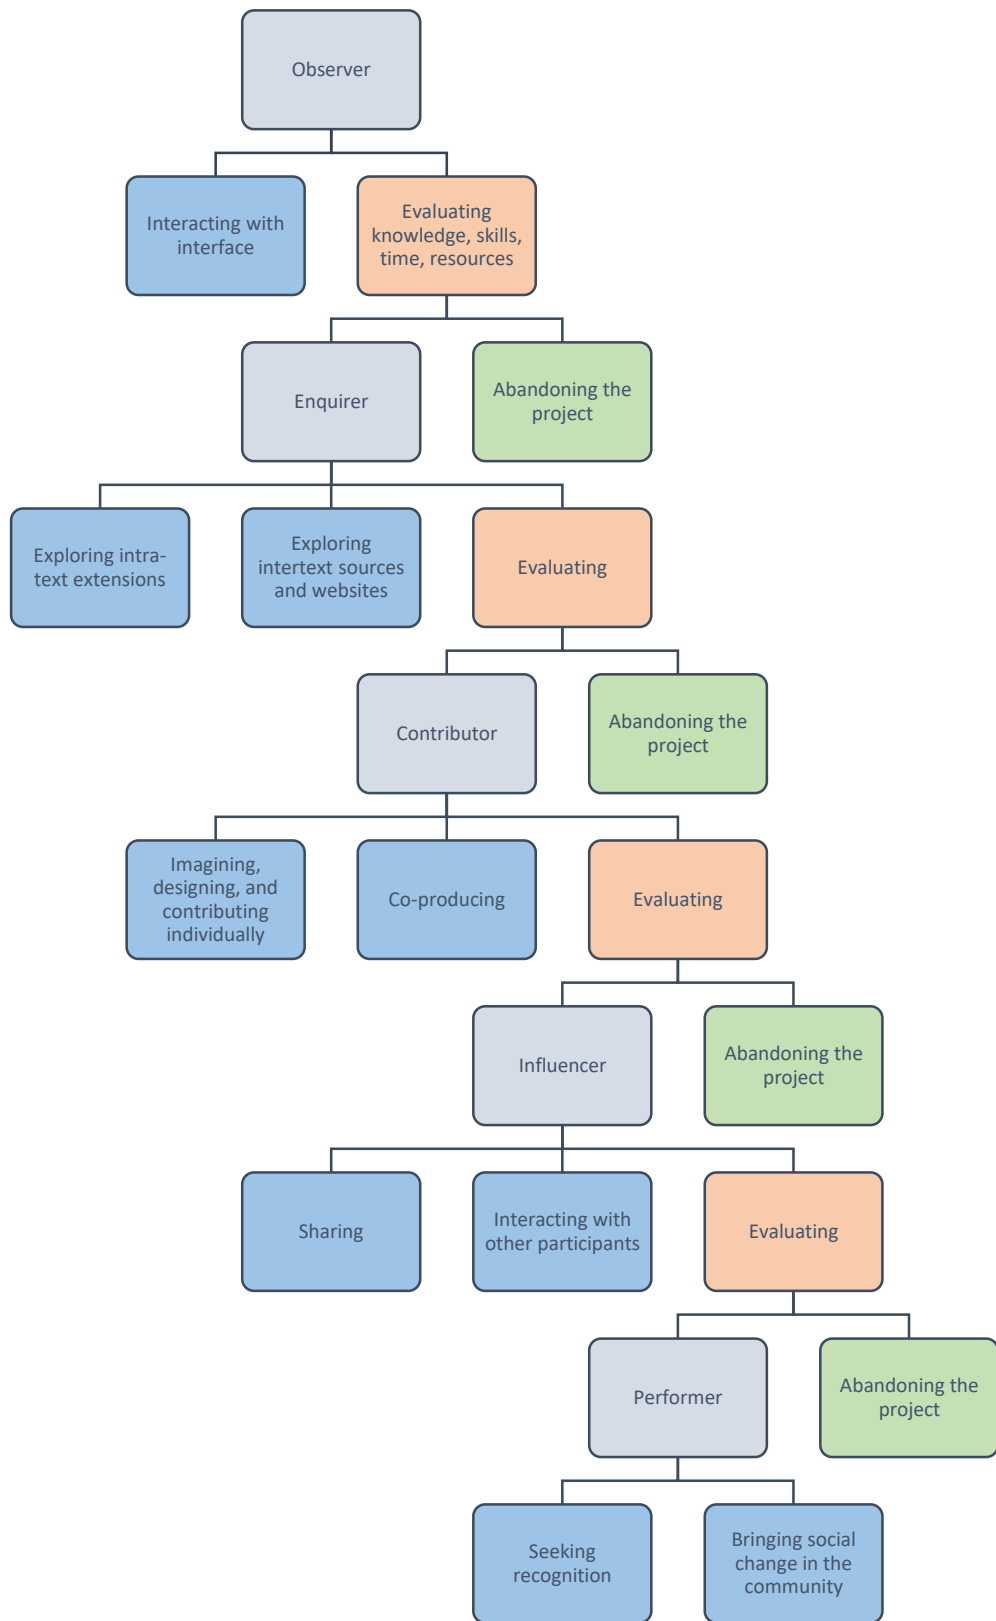 Observer
Interacting with
interface
Evaluating
knowledge, skills,
time, resources
Enquirer
Abandoning the
project
Exploring intra-
text extensions
Exploring
intertext sources
and websites
Evaluating
Contributor
Abandoning the
project
Imagining,
designing, and
contributing
individually
Co-producing
Evaluating
Influencer
Abandoning the
project
Sharing
Interacting with
other participants
Evaluating
Performer
Abandoning the
project
Seeking
recognition
Bringing social
change in the
community